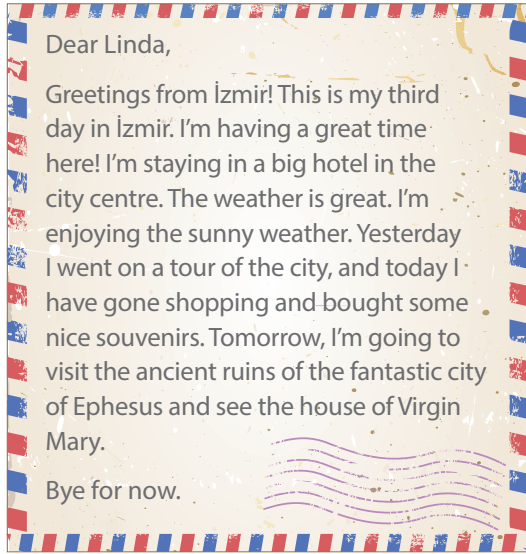 Dear Linda,
Greetings from İzmir! This is my third
day in İzmir. I'm having a great time
here! I'm staying in a big hotel in the
city centre. The weather is great. I'm
enjoying the sunny weather. Yesterday
I went on a tour of the city, and today I
have gone shopping and bought some
nice souvenirs. Tomorrow, I'm going to
visit the ancient ruins of the fantastic city
of Ephesus and see the house of Virgin
Mary.
Bye for now.